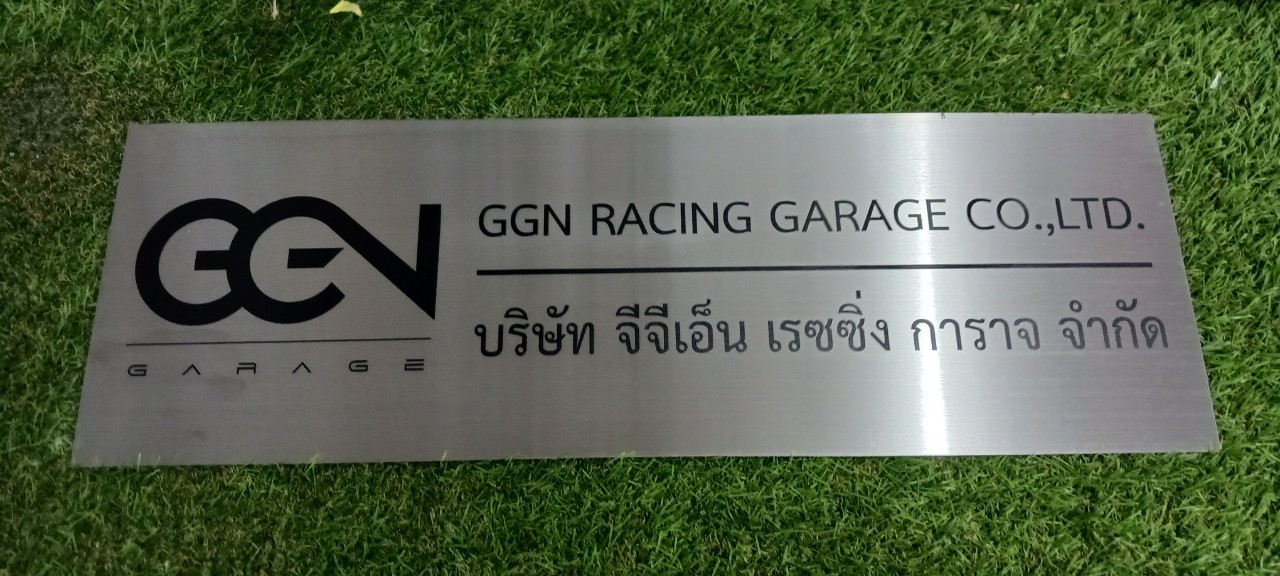 GGN
GARAGE
GGN RACING GARAGE CO.,LTD.
บริษัท จีจีเอ็น เรซซิ่ง การาจ จำกัด